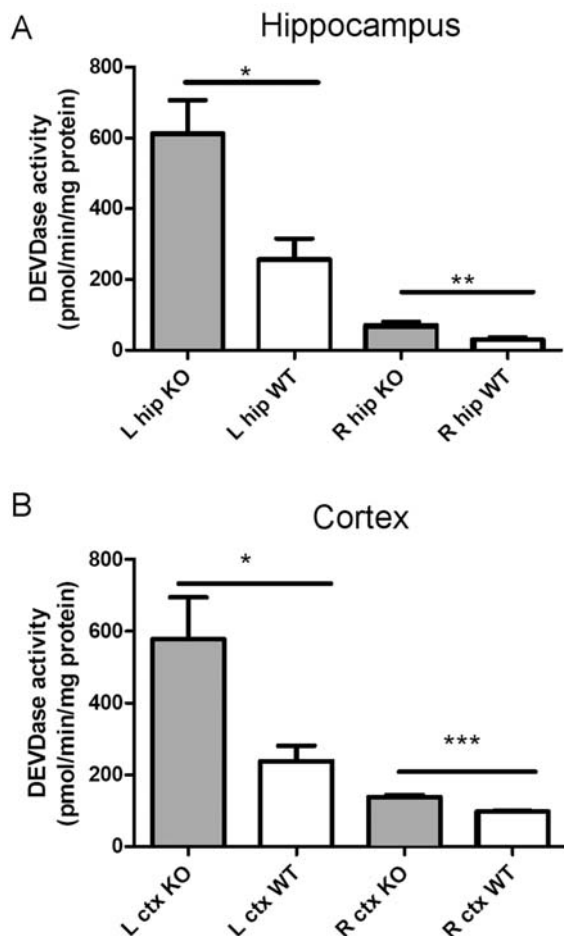 A
Hippocampus
DEVDase activity
(pmol/min/mg protein)
800
600
400
200
0
*
**
L hip KO
L hip WT
R hip KO
R hip WT
B
Cortex
DEVDase activity
(pmol/min/mg protein)
800
600
400
200
0
*
***
L ctx KO
L ctx WT
R ctx KO
R ctx WT